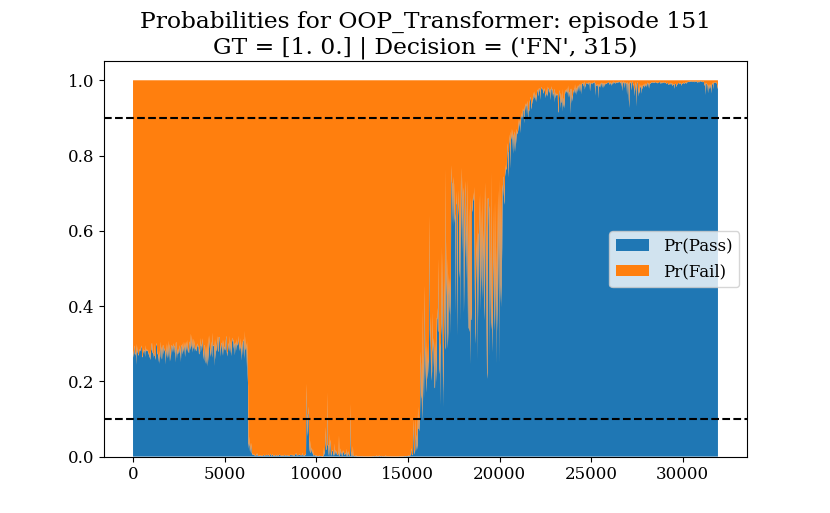 Probabilities for OOP_Transformer: episode 151
GT = [1. 0.] | Decision = ('FN', 315)
1.0
0.8
0.6
0.4
0.2
0.0
Pr(Pass)
Pr(Fail)
0 5000 10000 15000 20000 25000 30000